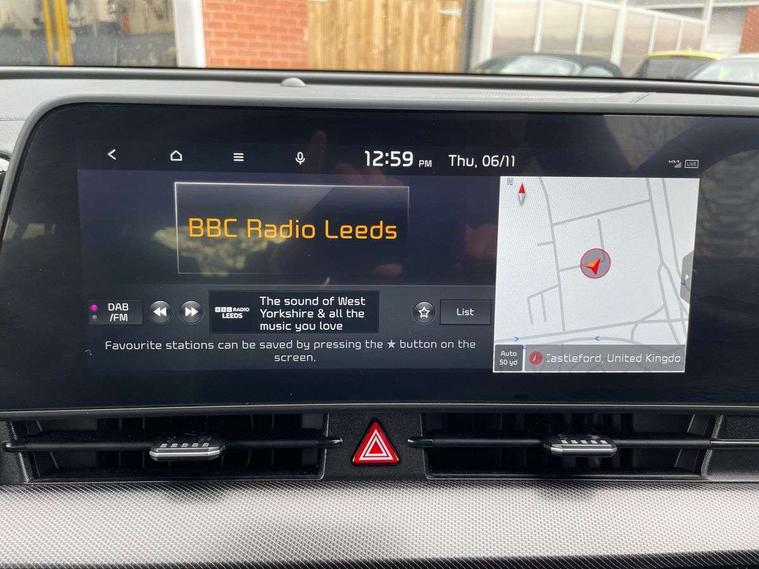 12:59 PM Thu, 06/11
LIVE
BBC Radio Leeds
N
DAB
/FM
BBC RADIO
LEEDS
The sound of West
Yorkshire & all the
music you love
List
Favourite stations can be saved by pressing the ★ button on the
screen.
Auto
50 yd
Castleford, United Kingdo